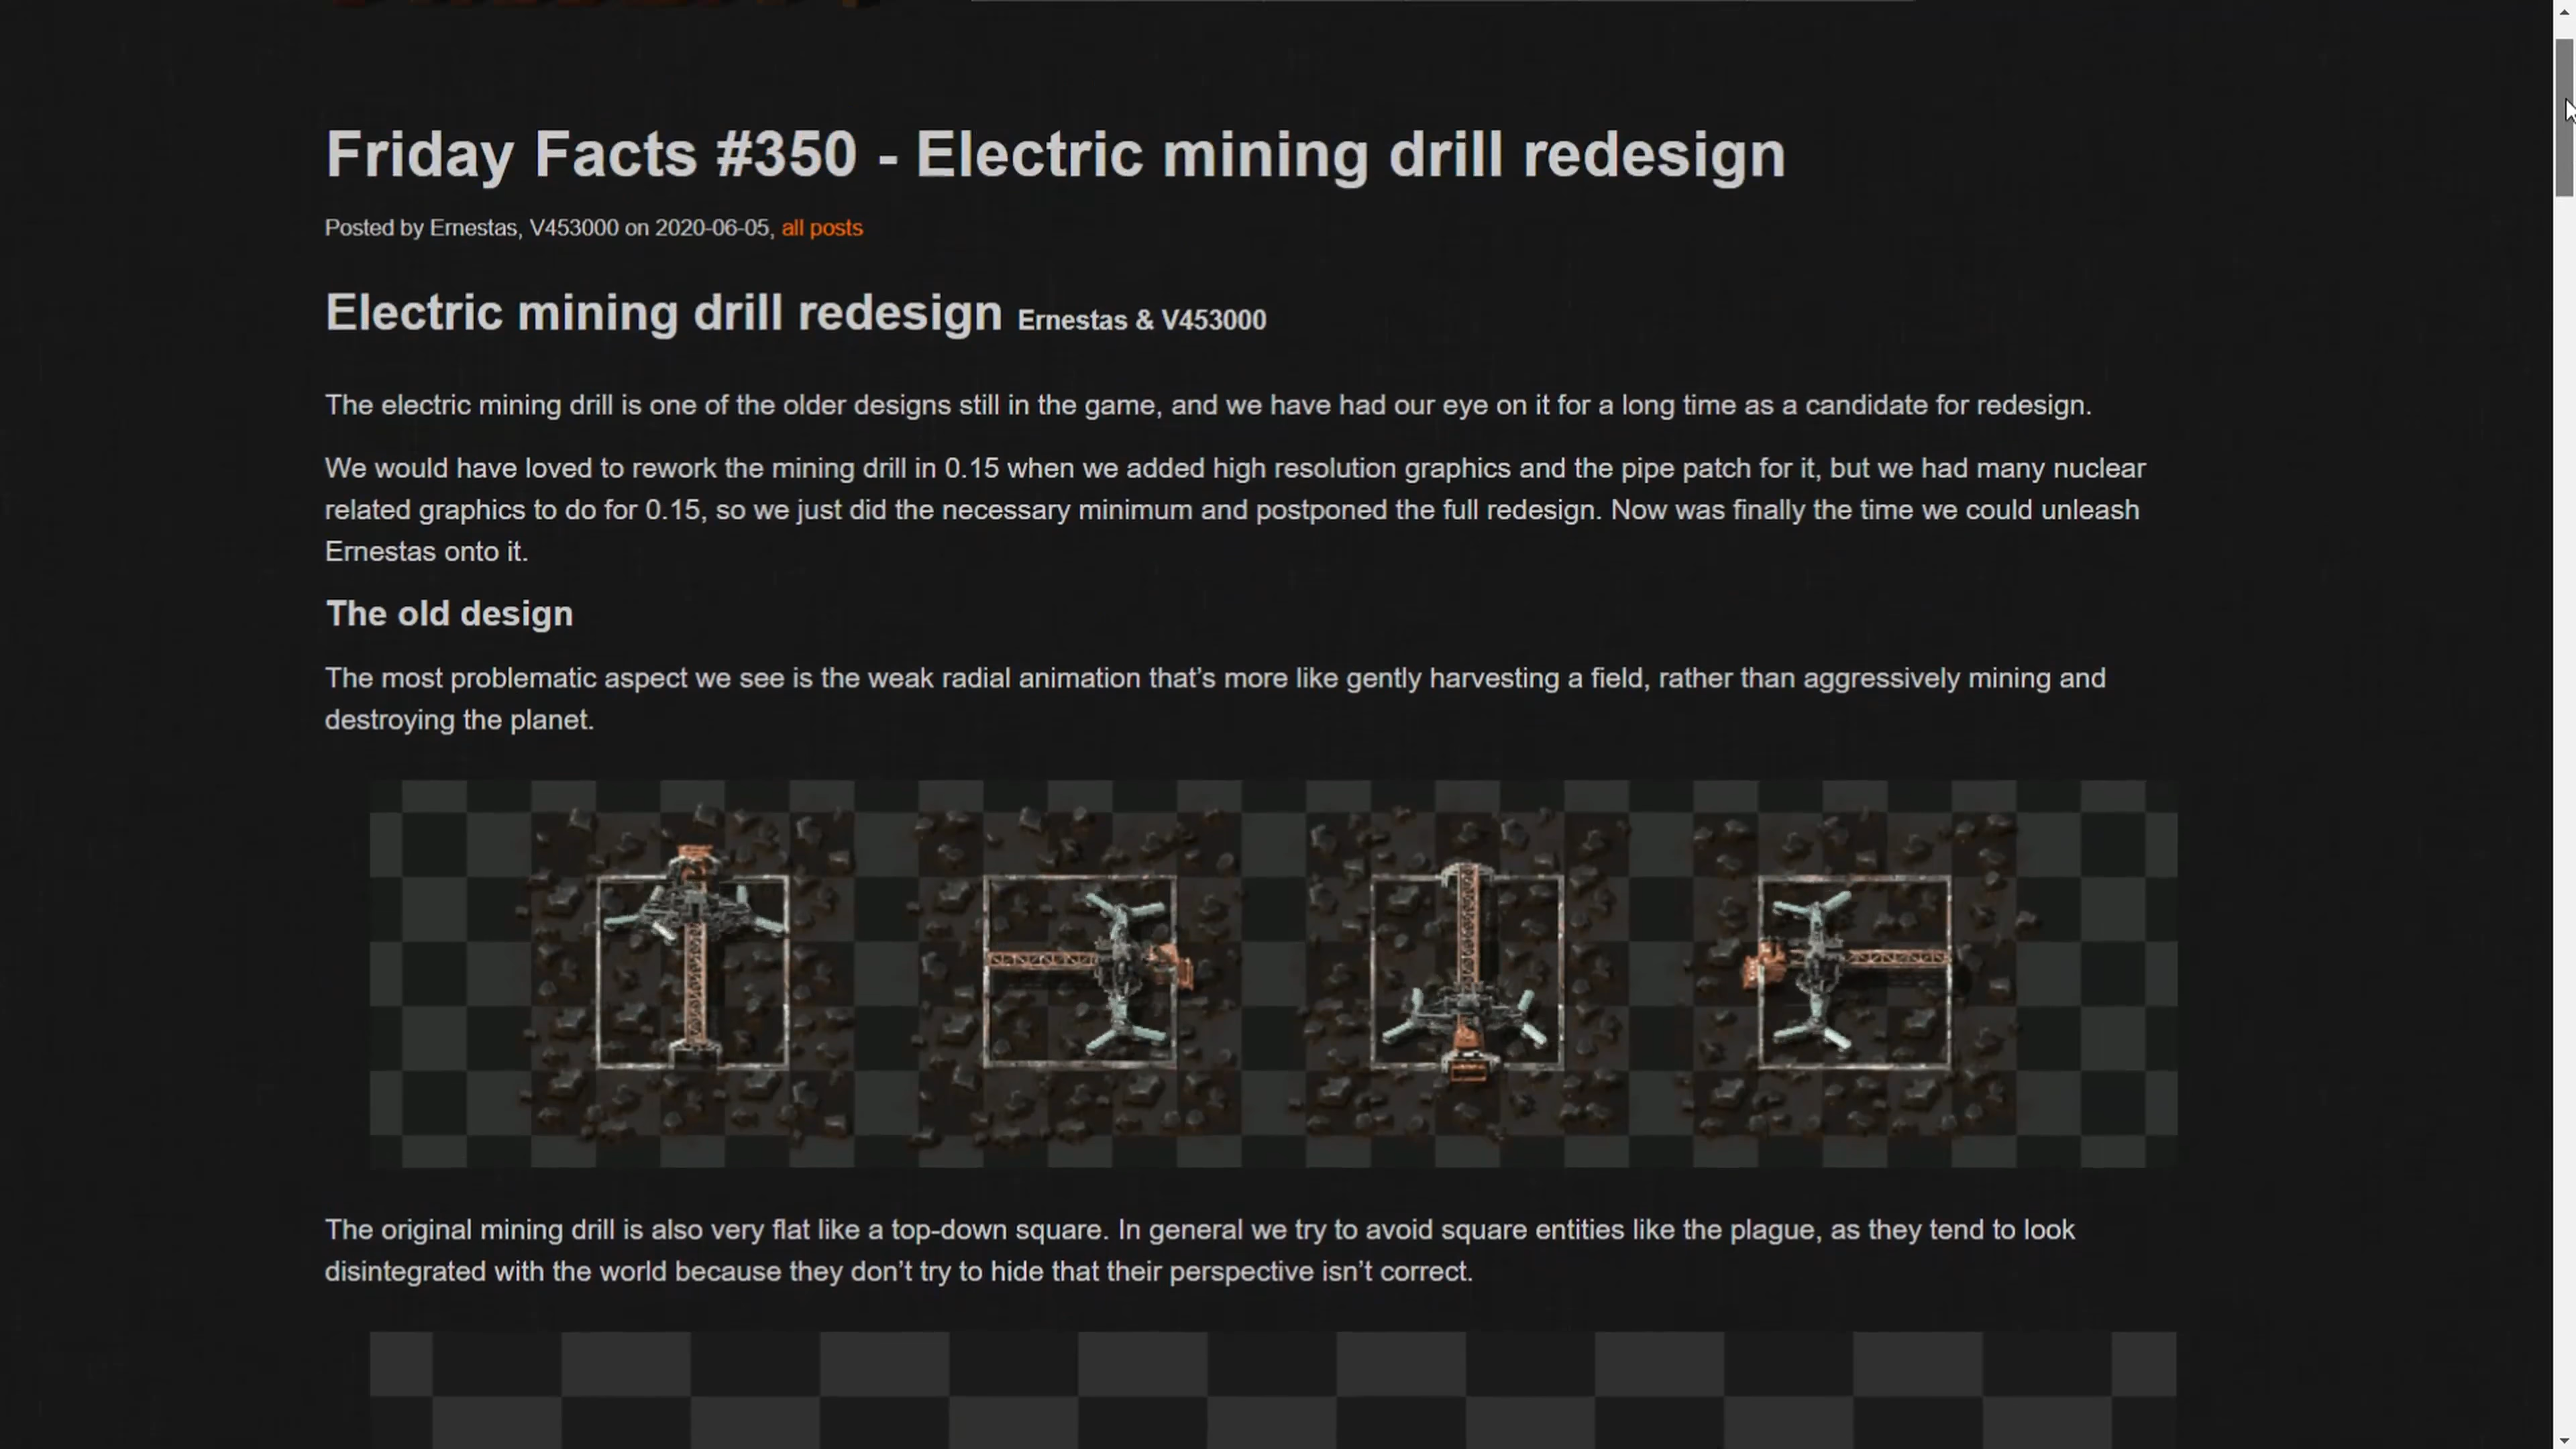 Friday Facts #350 - Electric mining drill redesign
Posted by Ernestas, V453000 on 2020-06-05, all posts
Electric mining drill redesign Ernestas & V453000
The electric mining drill is one of the older designs still in the game, and we have had our eye on it for a long time as a candidate for redesign.
We would have loved to rework the mining drill in 0.15 when we added high resolution graphics and the pipe patch for it, but we had many nuclear
related graphics to do for 0.15, so we just did the necessary minimum and postponed the full redesign. Now was finally the time we could unleash
Ernestas onto it.
The old design
The most problematic aspect we see is the weak radial animation that’s more like gently harvesting a field, rather than aggressively mining and
destroying the planet.
The original mining drill is also very flat like a top-down square. In general we try to avoid square entities like the plague, as they tend to look
disintegrated with the world because they don’t try to hide that their perspective isn’t correct.